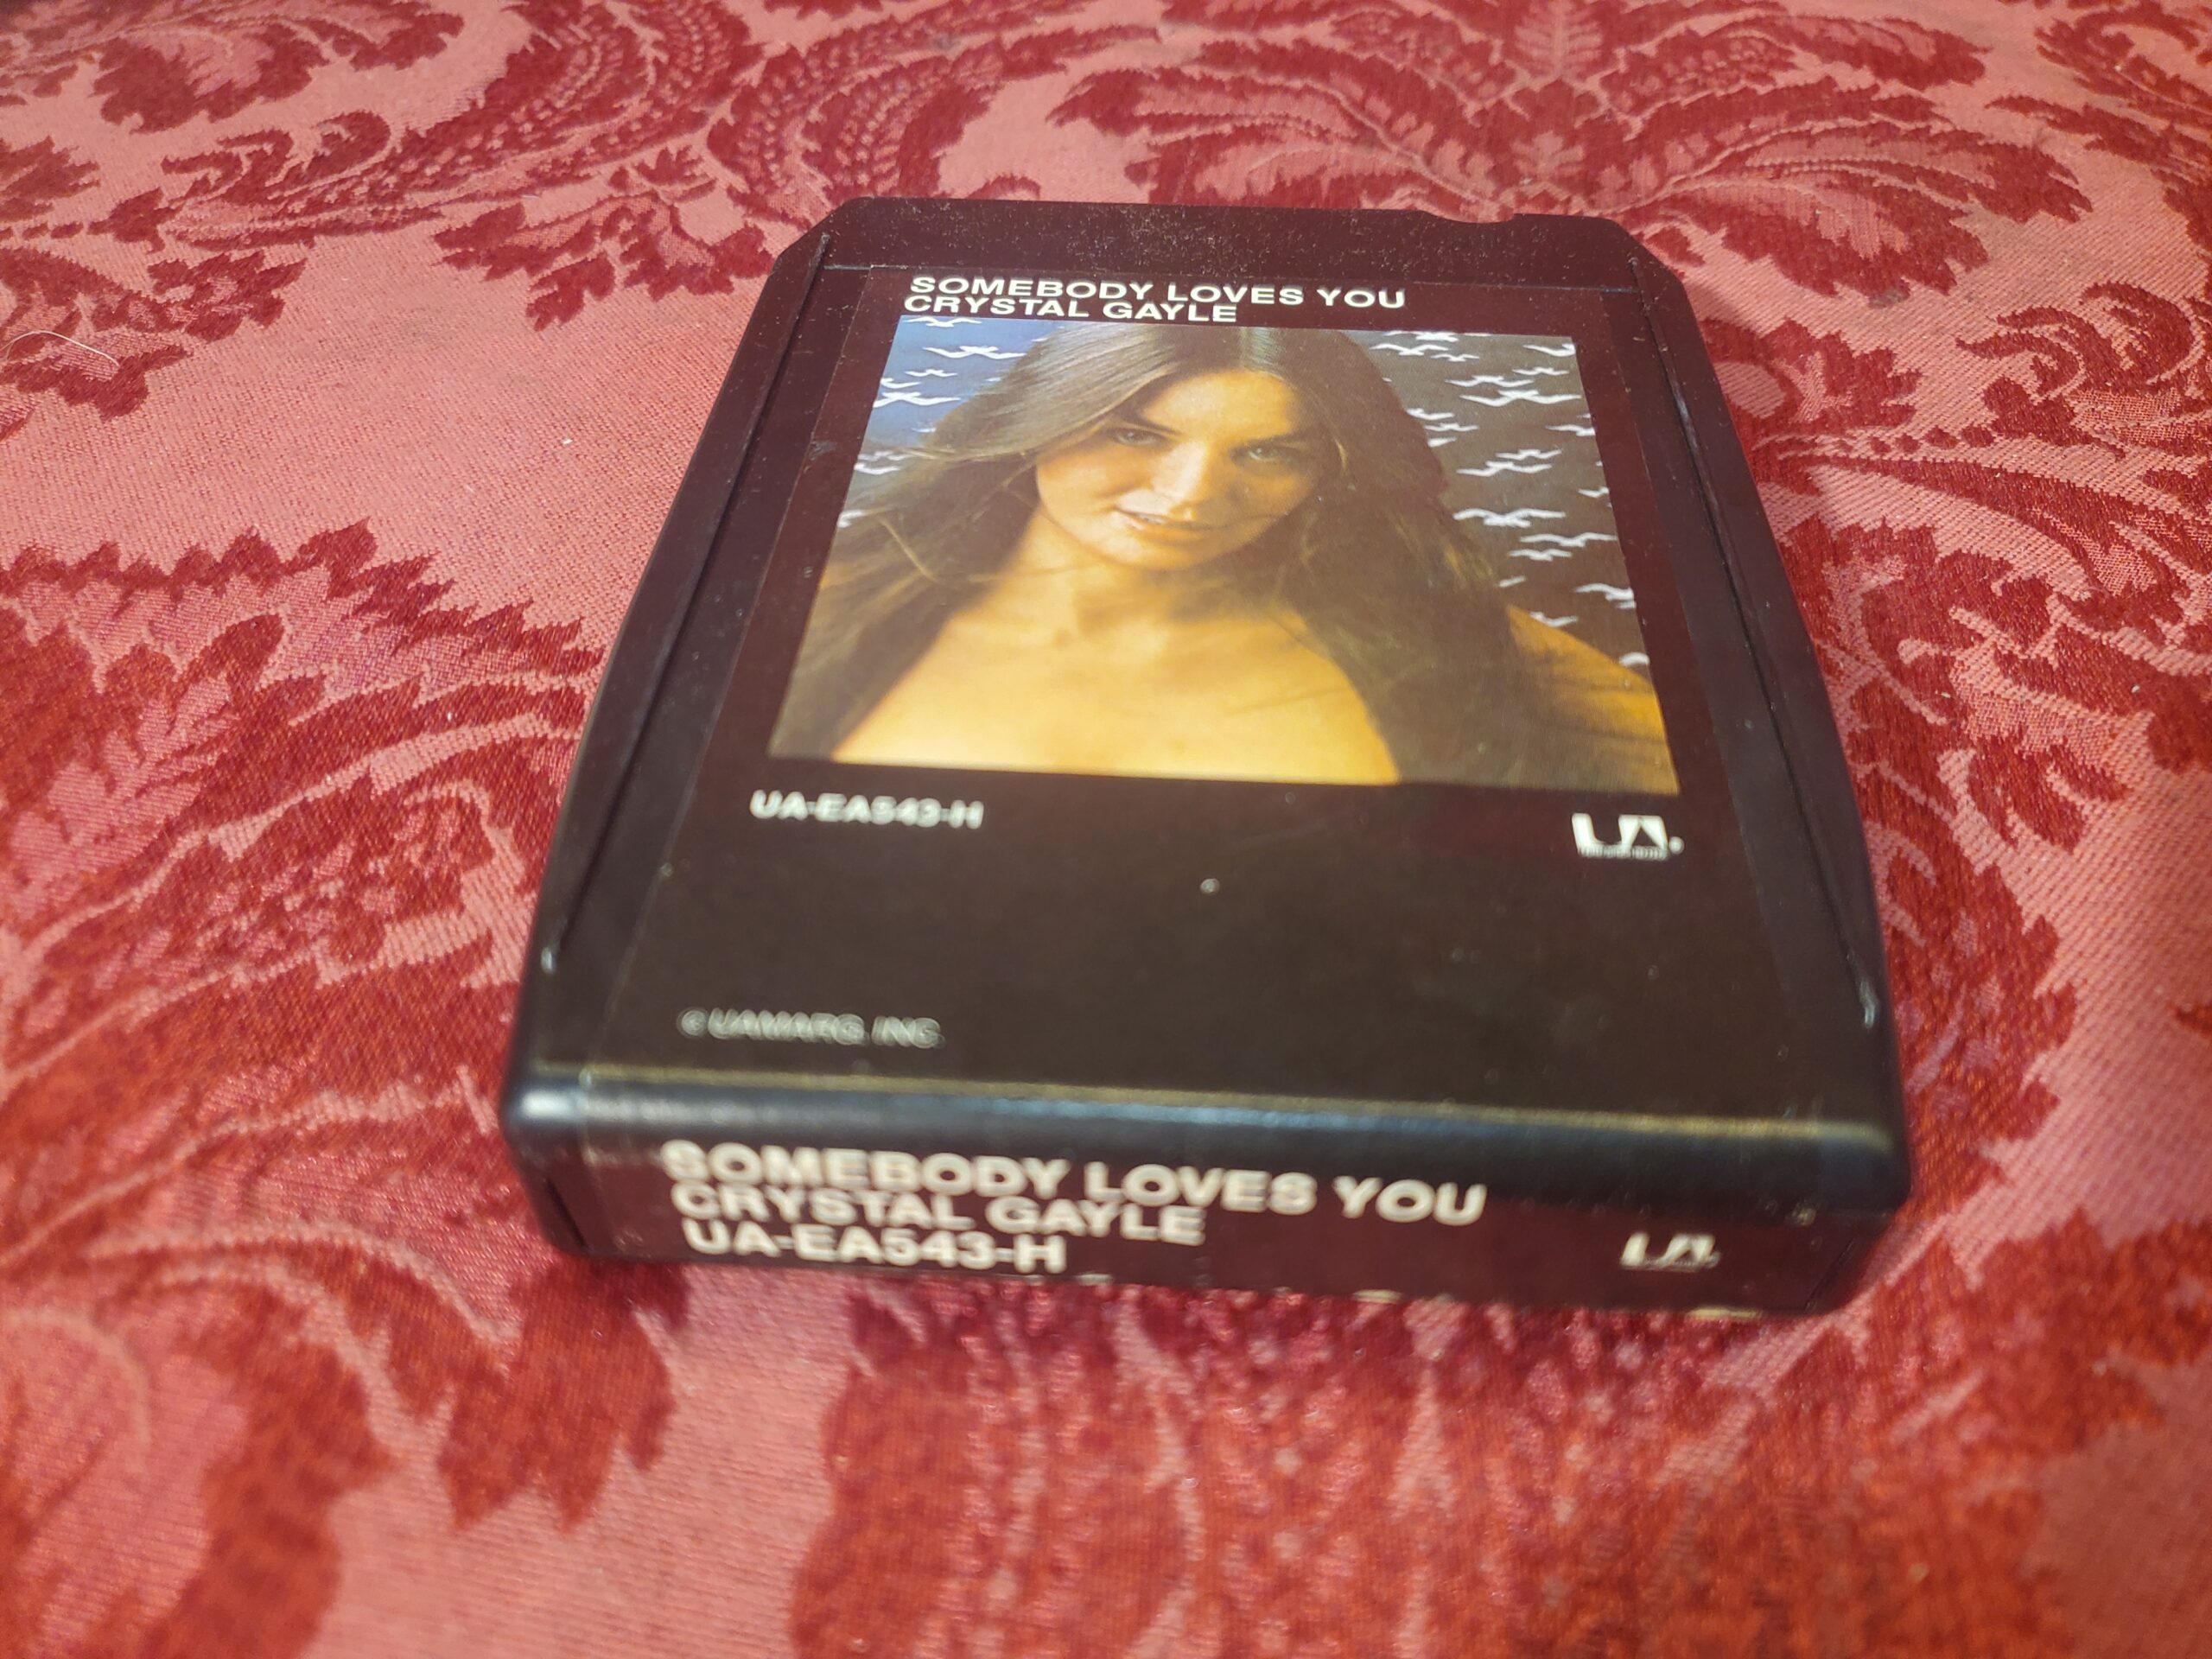 SOMEBODY LOVES YOU
CRYSTAL GAYLE
UA-EA543-H
UA
© UAMARG, INC.
SOMEBODY LOVES YOU
CRYSTAL GAYLE
UA-EA543-H
UA